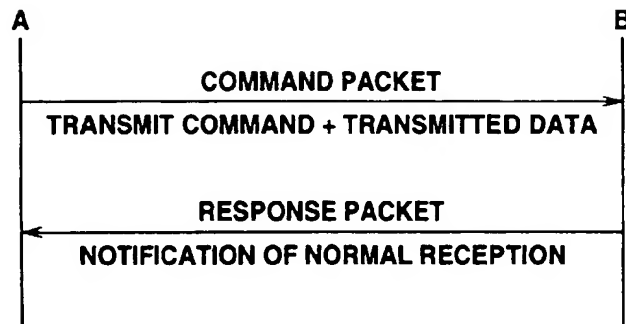 A B
COMMAND PACKET
TRANSMIT COMMAND + TRANSMITTED DATA
RESPONSE PACKET
NOTIFICATION OF NORMAL RECEPTION